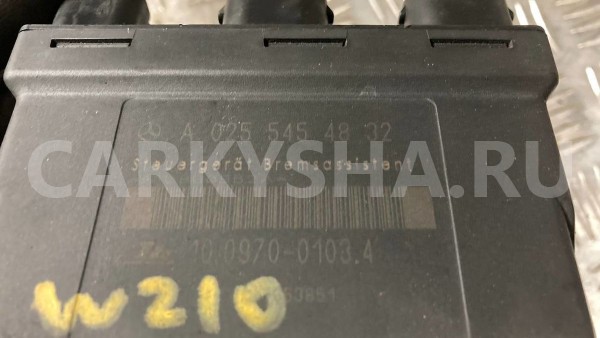 A 025 545 48 32
Steuergerät Bremsassistent
CARKYSHA.RU
10.0970-0103.4
W210